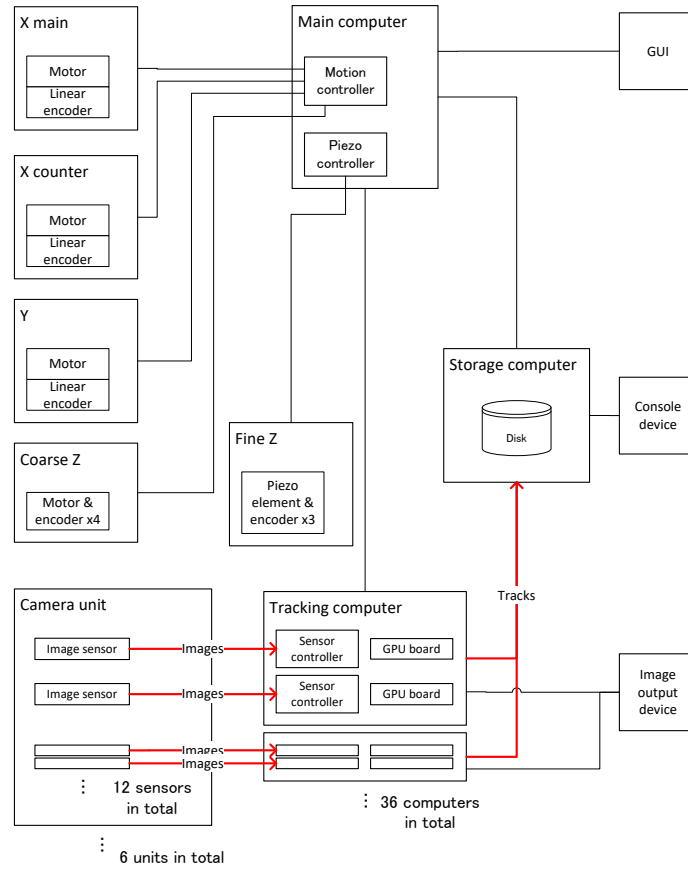 X main
Motor
Linear
encoder
X counter
Motor
Linear
encoder
Y
Motor
Linear
encoder
Coarse Z
Motor &
encoder x4
Main computer
Motion
controller
Piezo
controller
GUI
Fine Z
Piezo
element &
encoder x3
Storage computer
Disk
Console
device
Camera unit
Image sensor
Image sensor
Images
Images
Images
Images
⋮ 12 sensors
in total
⋮ 6 units in total
Tracking computer
Sensor
controller
GPU board
Sensor
controller
GPU board
⋮ 36 computers
in total
Tracks
Image
output
device